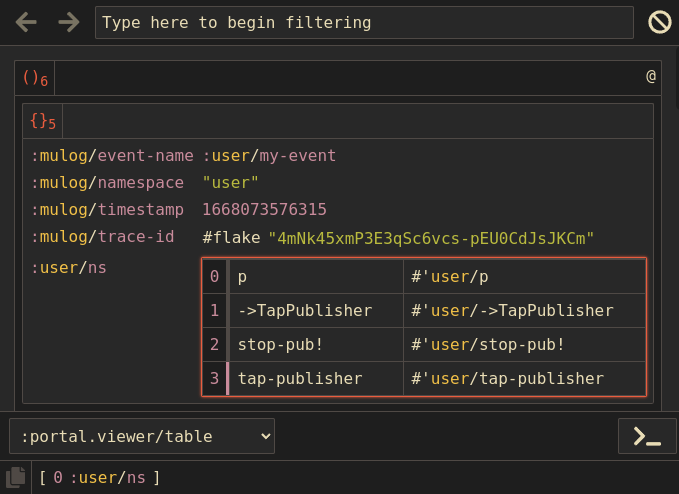 Type here to begin filtering
()6 @
{}5
:mulog/event-name :user/my-event
:mulog/namespace "user"
:mulog/timestamp 1668073576315
:mulog/trace-id #flake "4mNk45xmP3E3qSc6vcs-pEU0CdJsJKCm"
:user/ns
0 p #'user/p
1 ->TapPublisher #'user/->TapPublisher
2 stop-pub! #'user/stop-pub!
3 tap-publisher #'user/tap-publisher
:portal.viewer/table
[ 0 :user/ns ]